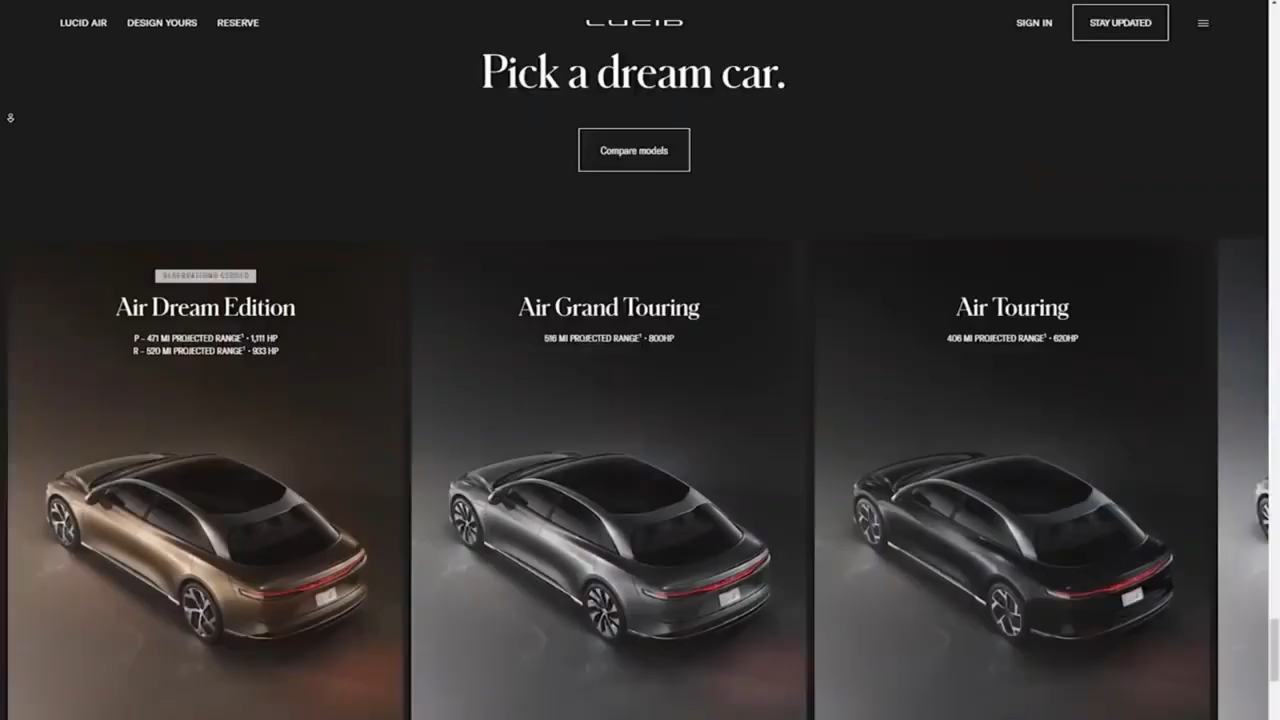 LUCID AIR
DESIGN YOURS
RESERVE
LUCID
SIGN IN
STAY UPDATED
Pick a dream car.
Compare models
RESERVATIONS CLOSED
Air Dream Edition
P – 471 MI PROJECTED RANGE¹ • 1,111 HP
R – 520 MI PROJECTED RANGE¹ • 933 HP
Air Grand Touring
516 MI PROJECTED RANGE¹ • 800HP
Air Touring
406 MI PROJECTED RANGE¹ • 620HP